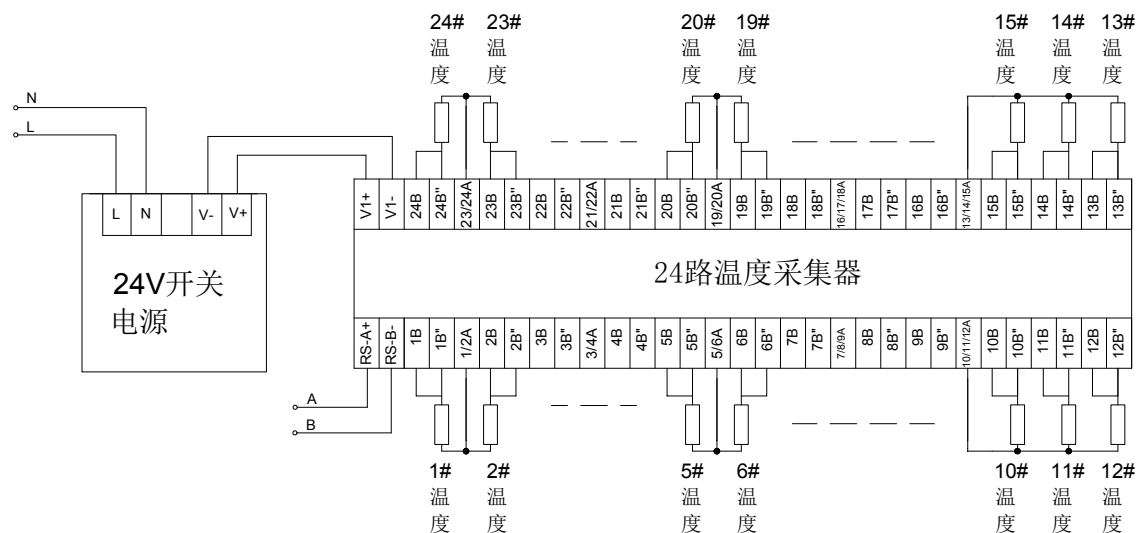 24# 23# 20# 19# 15# 14# 13#
温度 温度 温度 温度 温度 温度 温度
N
L
L N V- V+
24V开关
电源
V1+ V1- 24B 24B" 23/24A 23B 23B" 22B 22B" 21/22A 21B 21B" 20B 20B" 19/20A 19B 19B" 18B 18B" 16/17/18A 17B 17B" 16B 16B" 13/14/15A 15B 15B" 14B 14B" 13B 13B"
24路温度采集器
RS-A+ RS-B- 1B 1B" 1/2A 2B 2B" 3B 3B" 3/4A 4B 4B" 5B 5B" 5/6A 6B 6B" 7B 7B" 7/8/9A 8B 8B" 9B 9B" 10/11/12A 10B 10B" 11B 11B" 12B 12B"
A
B
1# 2# 5# 6# 10# 11# 12#
温度 温度 温度 温度 温度 温度 温度